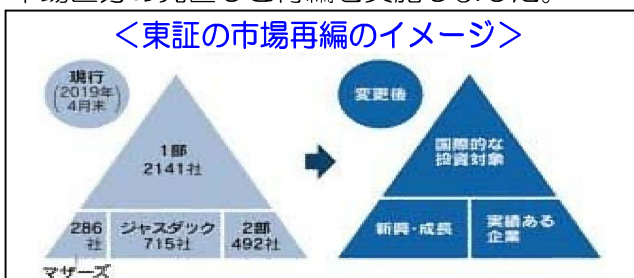 ＜東証の市場再編のイメージ＞
現行
(2019年
4月末)
1部
2141社
286
社
ジャスダック
715社
2部
492社
マザーズ
変更後
国際的な
投資対象
新興・成長
実績ある
企業